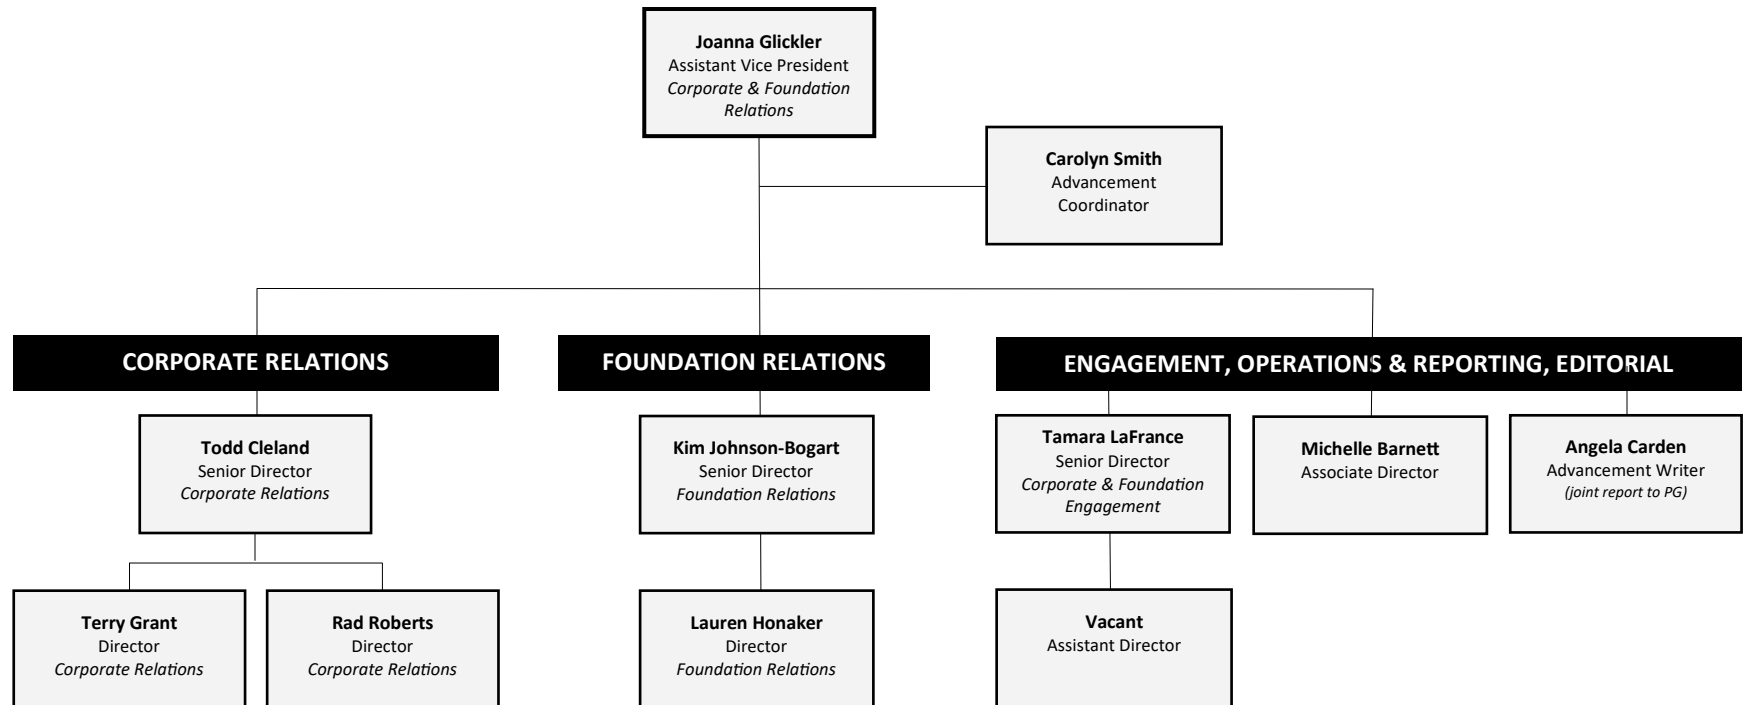 Joanna Glickler
Assistant Vice President
Corporate & Foundation
Relations
Carolyn Smith
Advancement
Coordinator
CORPORATE RELATIONS
FOUNDATION RELATIONS
ENGAGEMENT, OPERATIONS & REPORTING, EDITORIAL
Todd Cleland
Senior Director
Corporate Relations
Kim Johnson-Bogart
Senior Director
Foundation Relations
Tamara LaFrance
Senior Director
Corporate & Foundation
Engagement
Michelle Barnett
Associate Director
Angela Carden
Advancement Writer
(joint report to PG)
Terry Grant
Director
Corporate Relations
Rad Roberts
Director
Corporate Relations
Lauren Honaker
Director
Foundation Relations
Vacant
Assistant Director